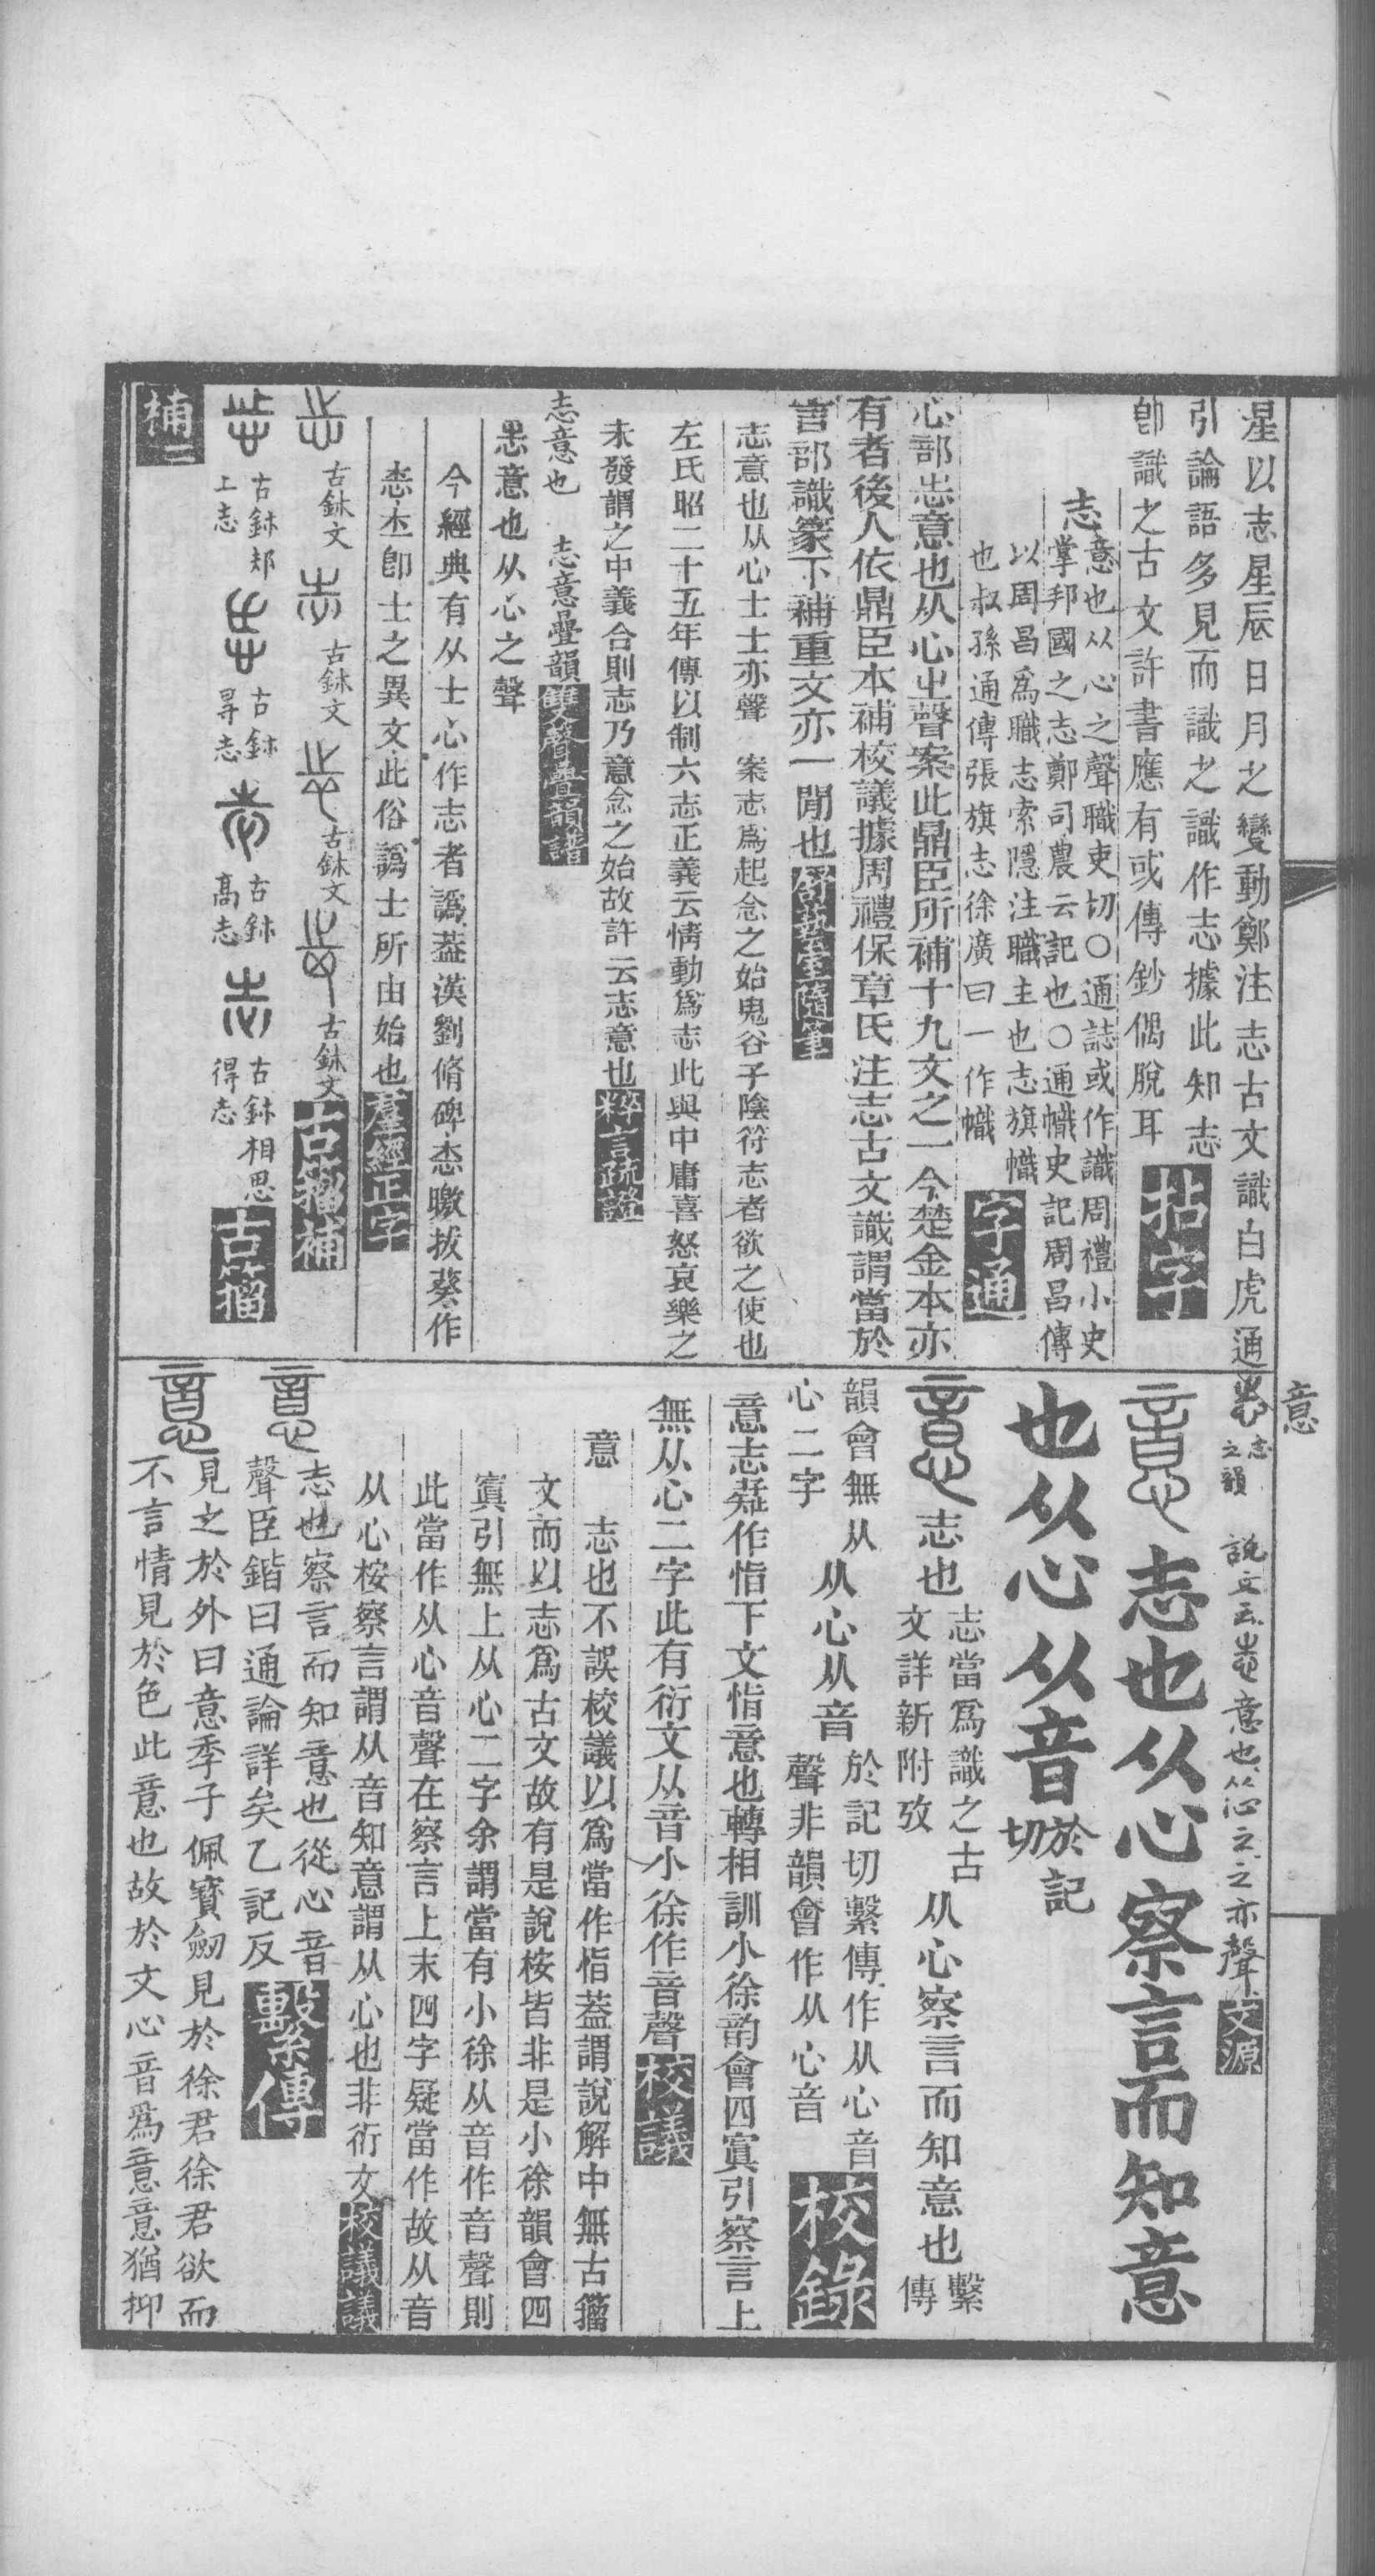 星以志星辰日月之變動鄭注志古文識白虎通
引論語多見而識之識作志據此知志
卽識之古文許書應有或傳鈔偶脫耳 拈字
志 意也从心之聲職吏切○通誌或作識周禮小史
掌邦國之志鄭司農云記也○通幟史記周昌傳
以周昌爲職志索隱注職主也志旗幟
也叔孫通傳張旗志徐廣曰一作幟 字通
心部志意也从心㞢聲案此鼎臣所補十九文之一今楚金本亦
有者後人依鼎臣本補校議據周禮保章氏注志古文識謂當於
言部識篆下補重文亦一閒也 舒藝室隨筆
志意也从心士士亦聲 案志爲起念之始鬼谷子陰符志者欲之使也
左氏昭二十五年傳以制六志正義云情動爲志此與中庸喜怒哀樂之
未發謂之中義合則志乃意念之始故許云志意也 粹言疏證
志意也 志意疊韻 雙聲疊韻譜
志意也从心之聲
今經典有从士心作志者譌葢漢劉脩碑㤅曒拔葵作
㤅㐀卽士之異文此俗譌士所由始也 羣經正字
古鉢文 古鉢文 古鉢文 古鉢文 古籀補
古鉢郑
上志 古鉢
㝵志 古鉢
高志 古鉢相思
得志 古籀
補二
意
志
之韻 說文云志意也从心之之亦聲 文源
意 志也从心察言而知意
也从心从音 於記
切
意 志也 志當爲識之古
文詳新附攷 从心察言而知意也 繫
傳
韻會無从
心二字 从心从音 於記切繫傳作从心音
聲非韻會作从心音 校錄
意志疑作恉下文恉意也轉相訓小徐韵會四寘引察言上
無从心二字此有衍文从音小徐作音聲 校議
意 志也不誤校議以爲當作恉葢謂說解中無古籀
文而以志爲古文故有是說桉皆非是小徐韻會四
寘引無上从心二字余謂當有小徐从音作音聲則
此當作从心音聲在察言上末四字疑當作故从音
从心桉察言謂从音知意謂从心也非衍文 校議議
意 志也察言而知意也從心音
聲臣鍇曰通論詳矣乙記反 繫傳
意 見之於外曰意季子佩寶劒見於徐君徐君欲而
不言情見於色此意也故於文心音爲意意猶抑